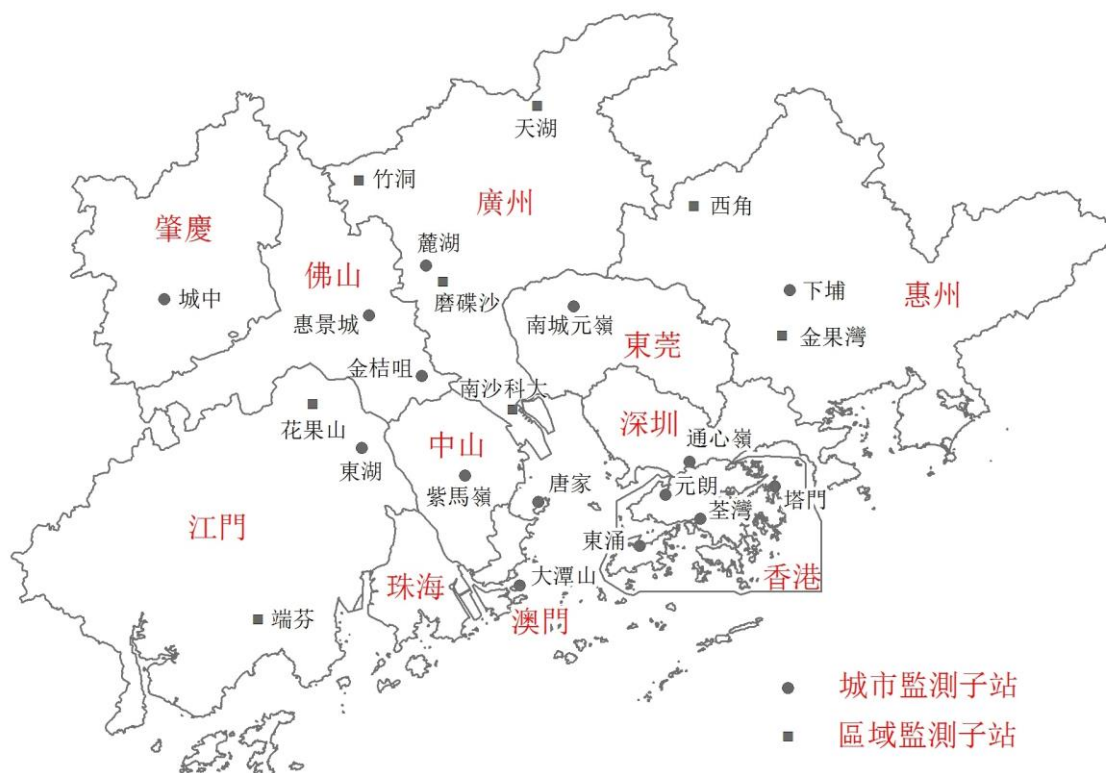 天湖
竹洞
西角
廣州
肇慶
麓湖
佛山
磨碟沙
城中
下埔
惠州
惠景城
南城元嶺
金果灣
東莞
金桔咀
南沙科大
花果山
深圳
中山
通心嶺
東湖
紫馬嶺
唐家
元朗
塔門
荃灣
江門
東涌
珠海
大潭山
香港
端芬
澳門
城市監測子站
區域監測子站